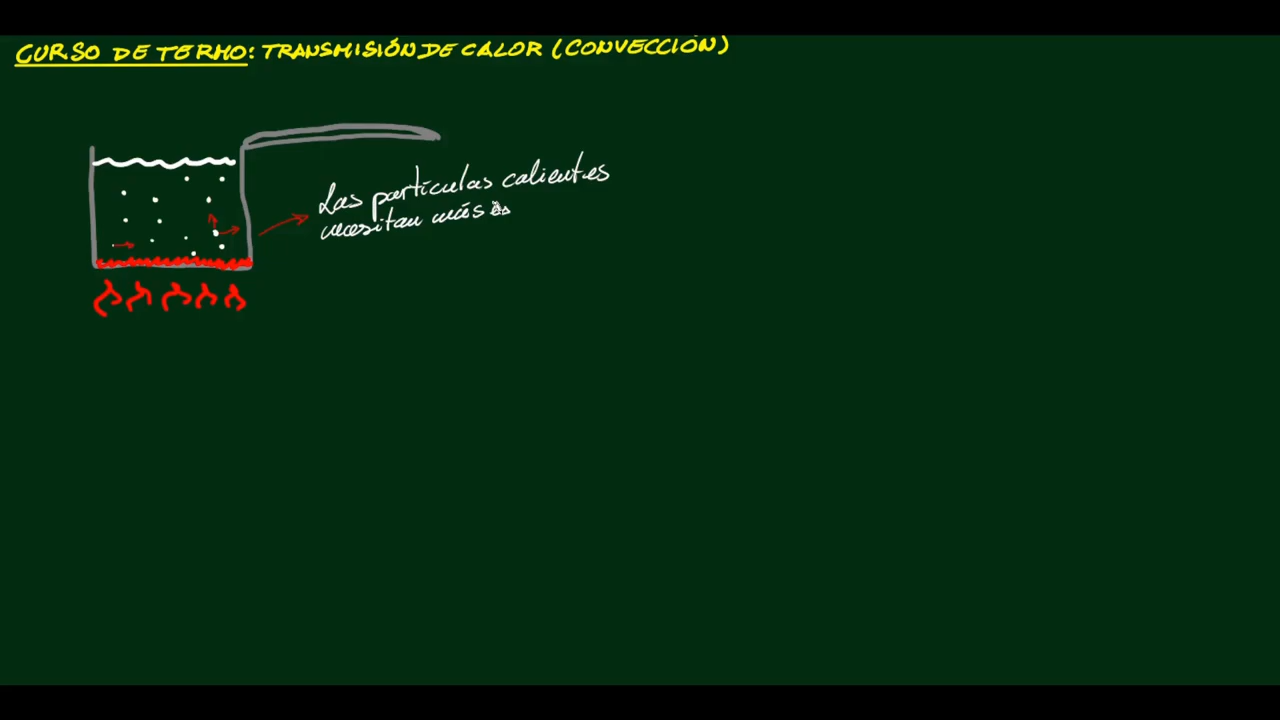 CURSO DE TERMO: TRANSMISIÓN DE CALOR (CONVECCIÓN)
Las partículas calientes
necesitan más